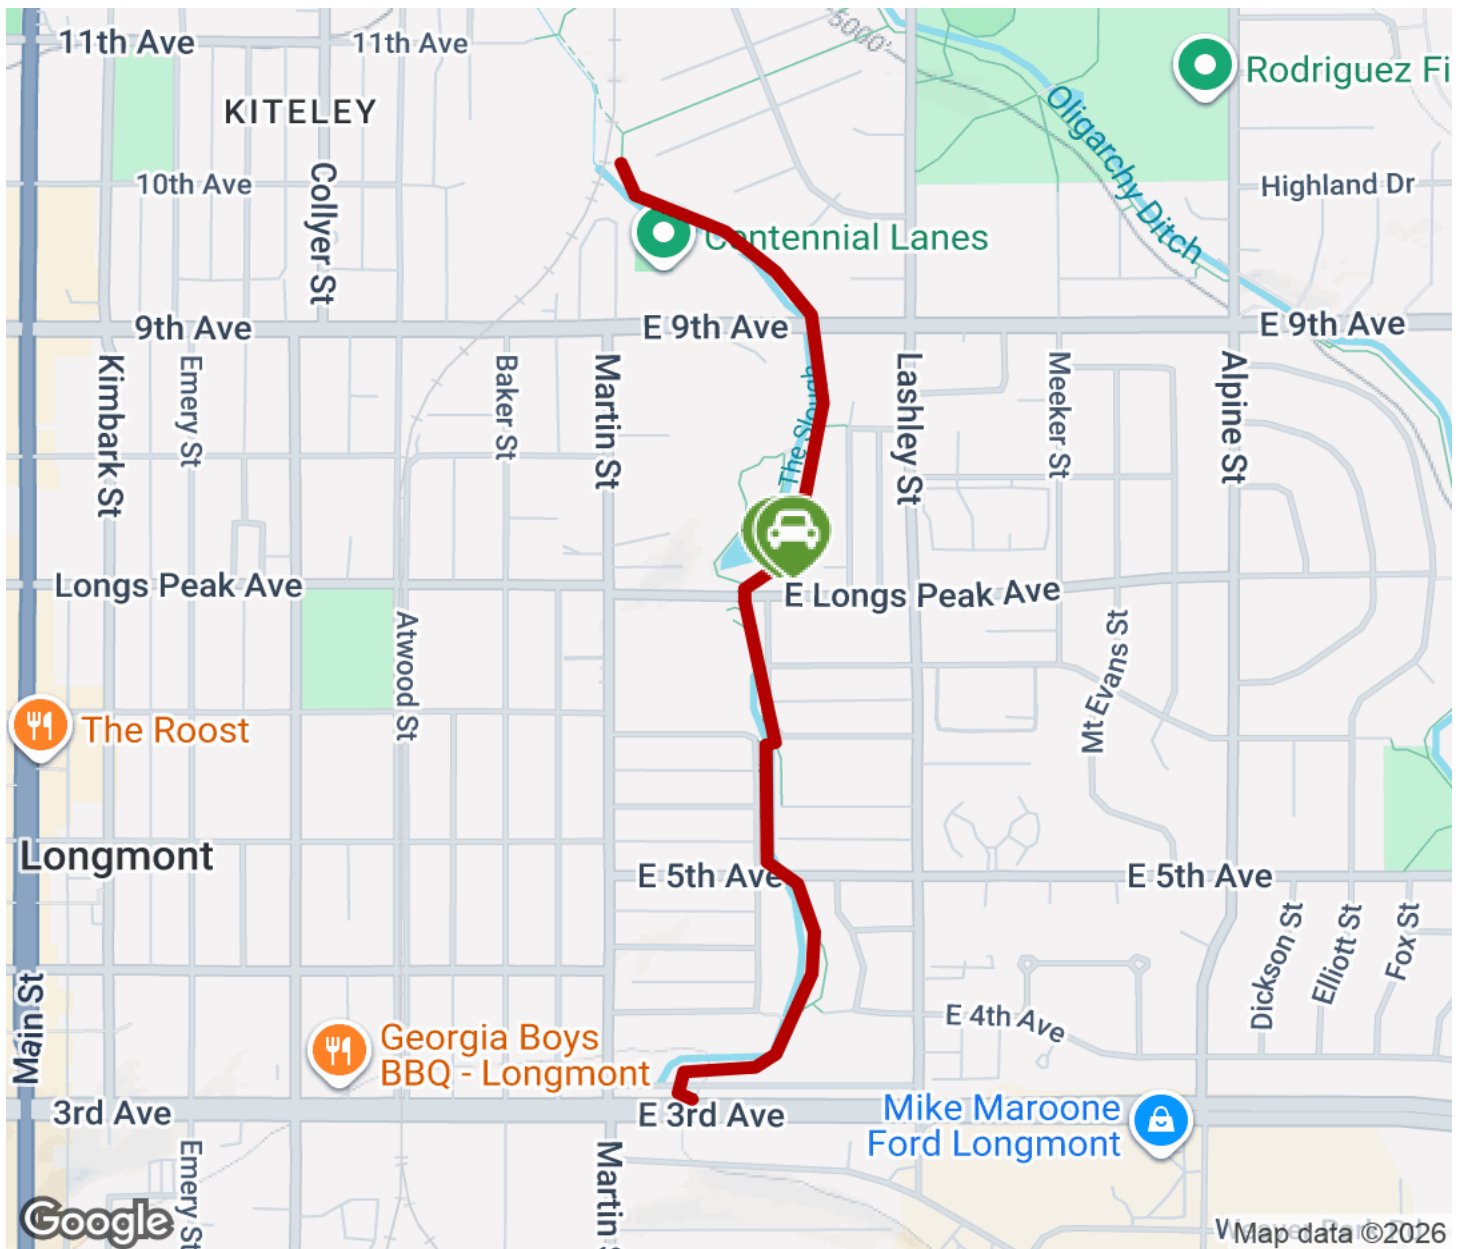 5000'
11th Ave
11th Ave
Rodriguez Fi
KITELEY
Oligarchy Ditch
10th Ave
Highland Dr
Collyer St
Centennial Lanes
9th Ave
E 9th Ave
E 9th Ave
Kimbark St
Emery St
Baker St
Martin St
The Slough
Lashley St
Meeker St
Alpine St
Longs Peak Ave
E Longs Peak Ave
Atwood St
Mt Evans St
The Roost
Longmont
E 5th Ave
E 5th Ave
Dickson St
Elliott St
Fox St
Main St
E 4th Ave
Georgia Boys
BBQ - Longmont
3rd Ave
E 3rd Ave
Mike Maroone
Ford Longmont
Emery St
Martin S
Google
Map data ©2026